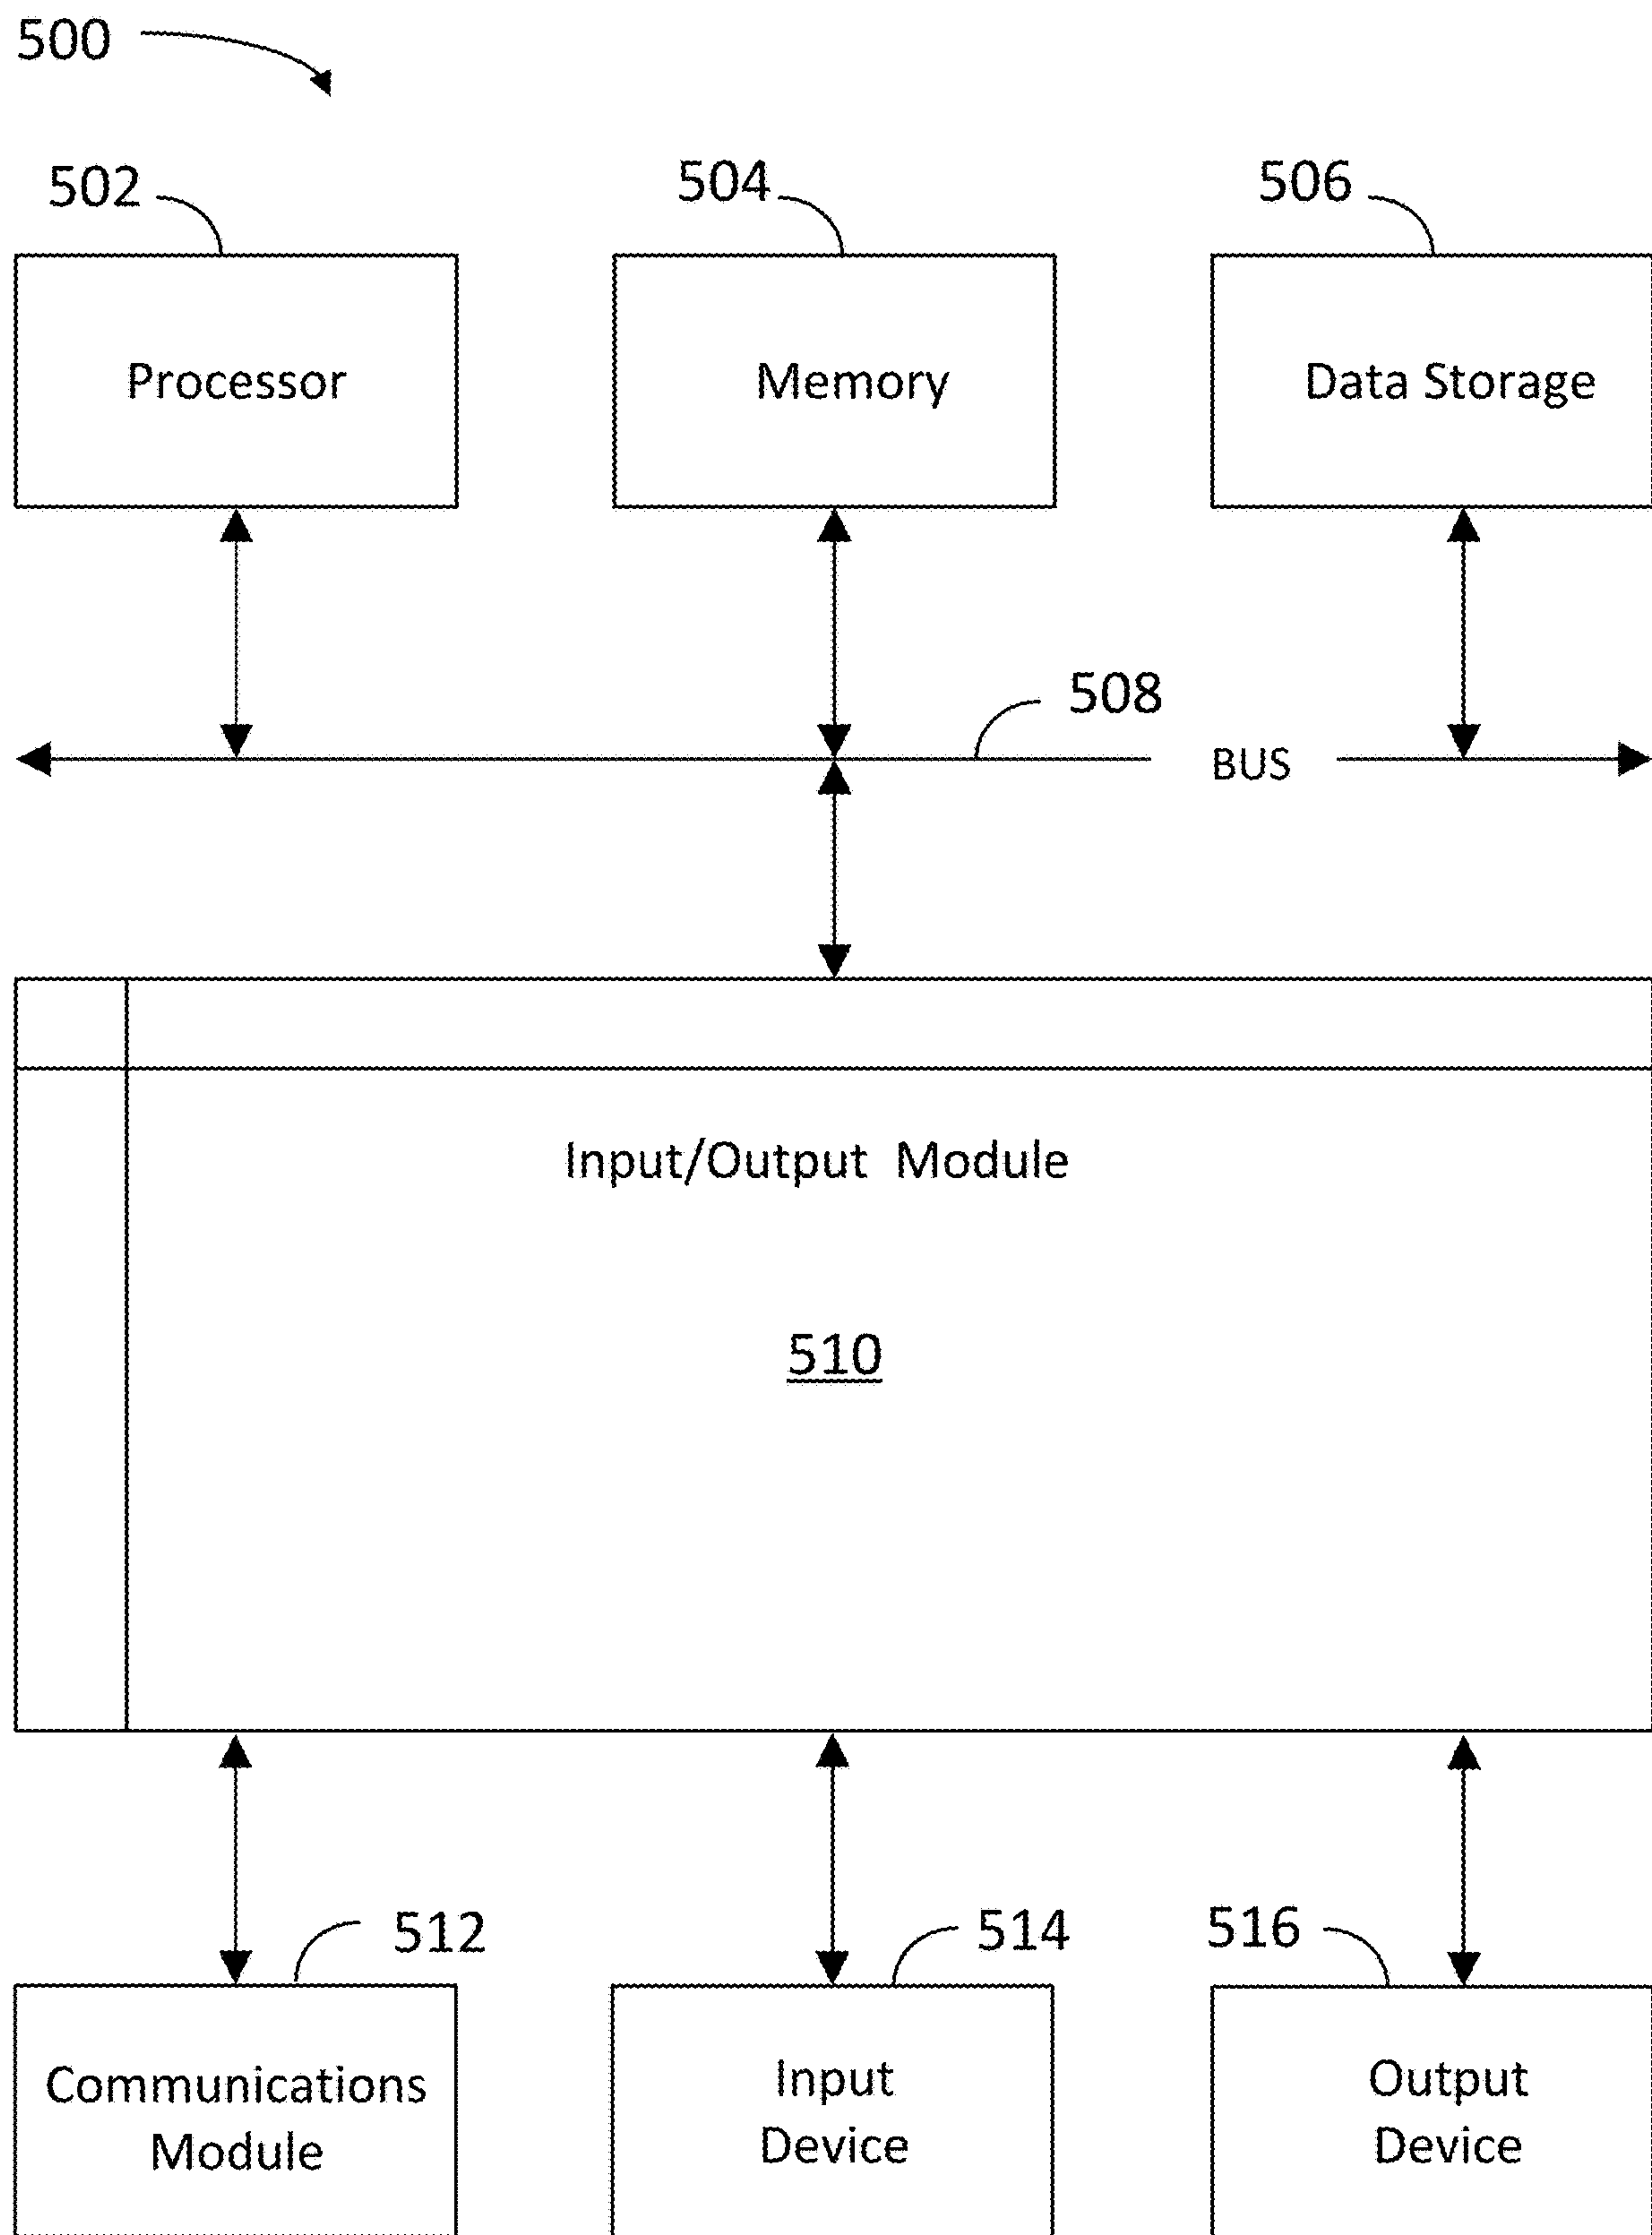 500
502
504
506
Processor
Memory
Data Storage
508
BUS
Input/Output Module
510
512
514
516
Communications
Module
Input
Device
Output
Device